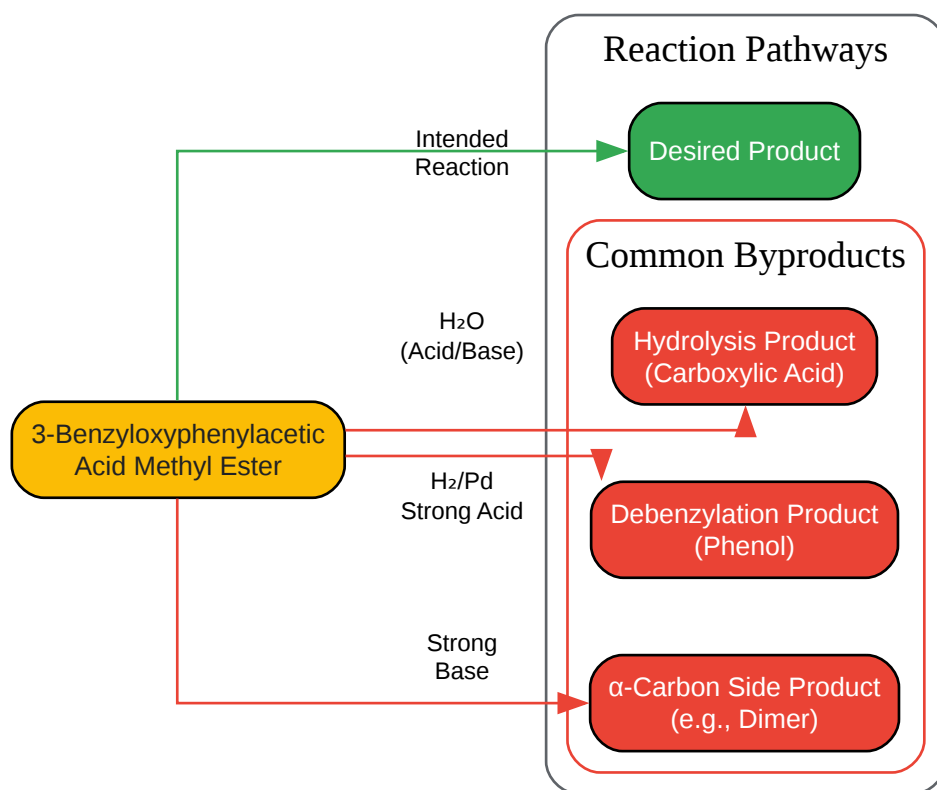 Reaction Pathways
Intended
Reaction
Desired Product
Common Byproducts
H₂O
(Acid/Base)
Hydrolysis Product
(Carboxylic Acid)
3-Benzyloxyphenylacetic
Acid Methyl Ester
H₂/Pd
Strong Acid
Debenzylation Product
(Phenol)
Strong
Base
α-Carbon Side Product
(e.g., Dimer)